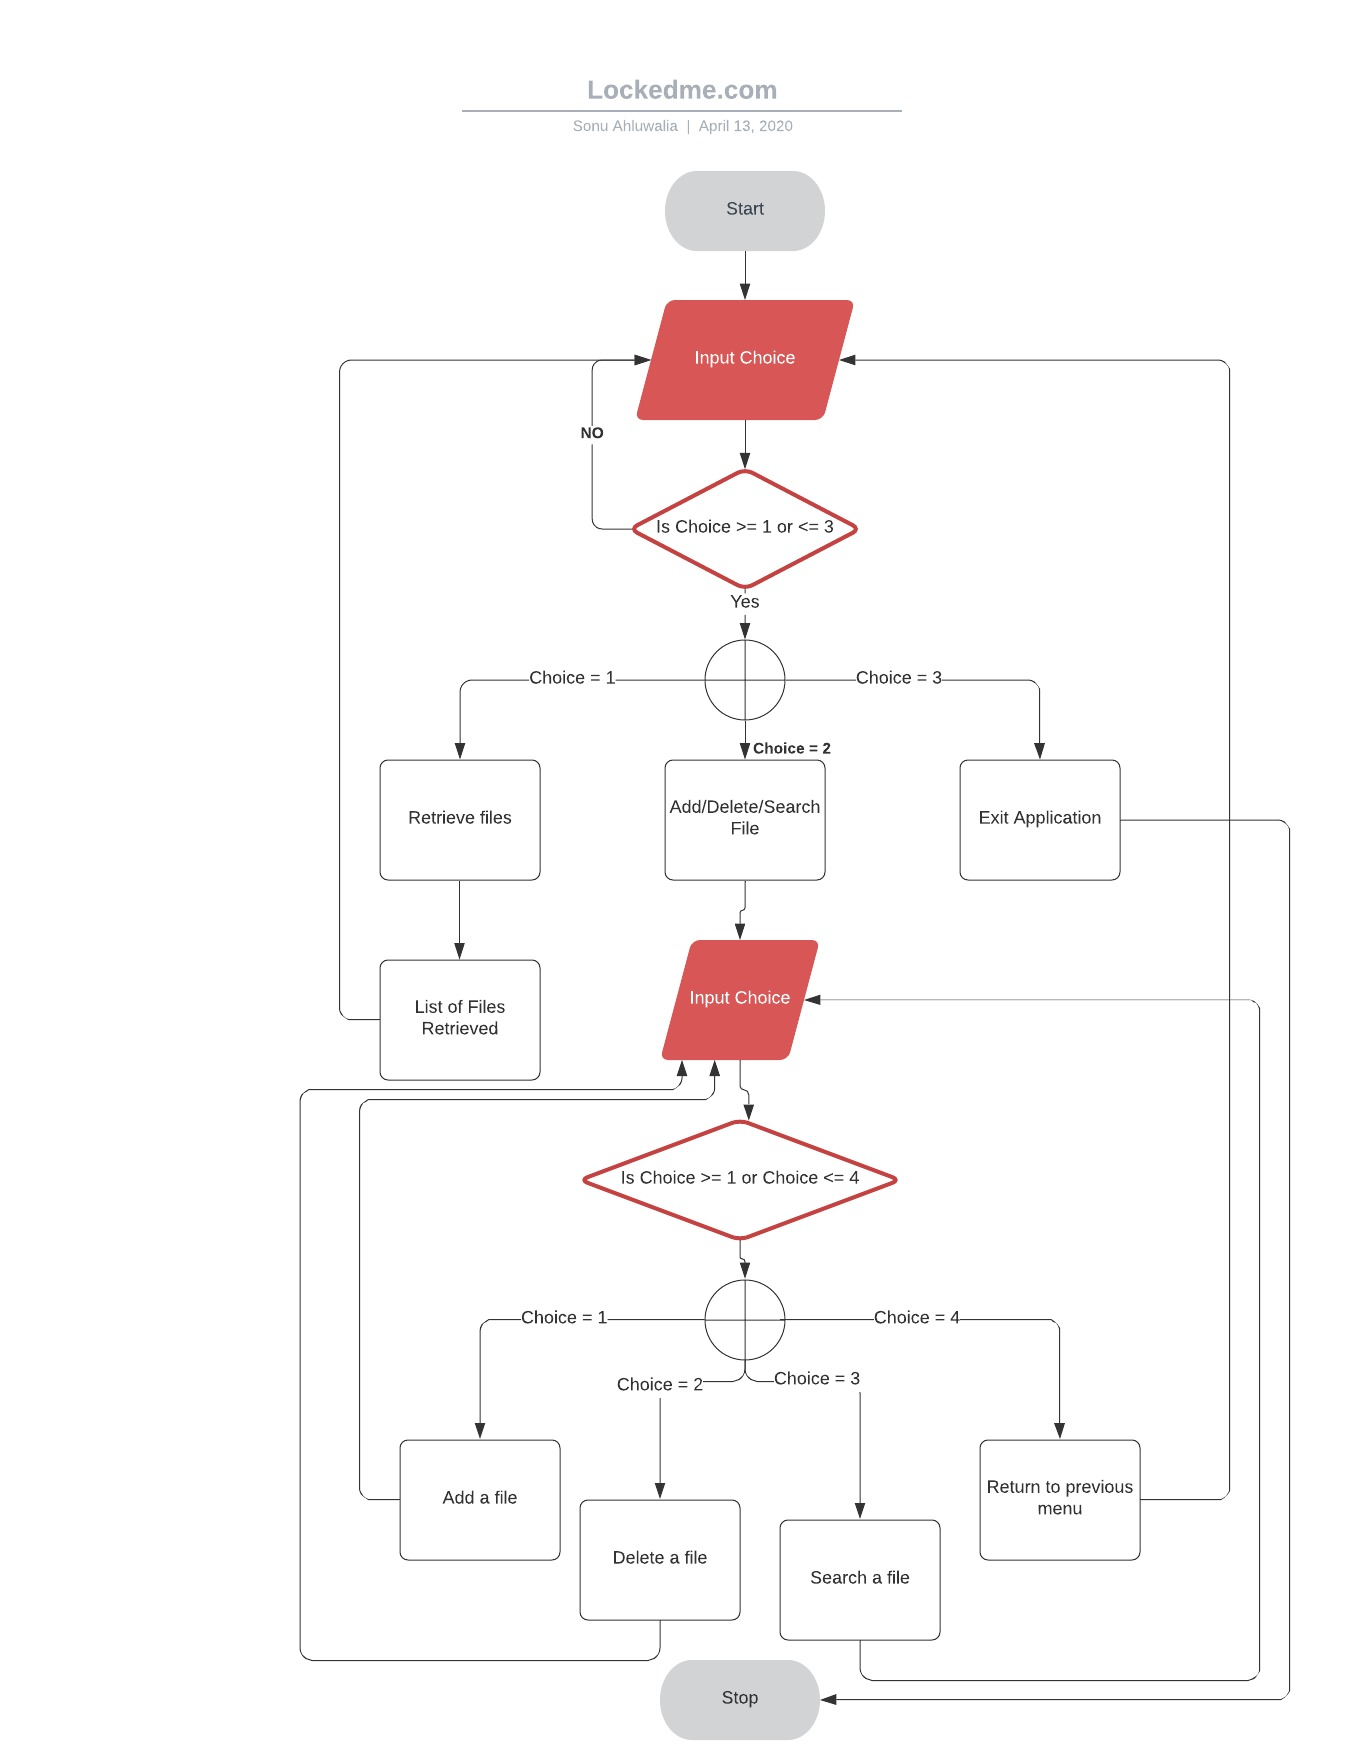 Lockedme.com
Sonu Ahluwalia | April 13, 2020
Start
Input Choice
NO
Is Choice >= 1 or <= 3
Yes
Choice = 1
Choice = 3
Choice = 2
Retrieve files
Add/Delete/Search
File
Exit Application
List of Files
Retrieved
Input Choice
Is Choice >= 1 or Choice <= 4
Choice = 1
Choice = 4
Choice = 2
Choice = 3
Add a file
Delete a file
Search a file
Return to previous
menu
Stop